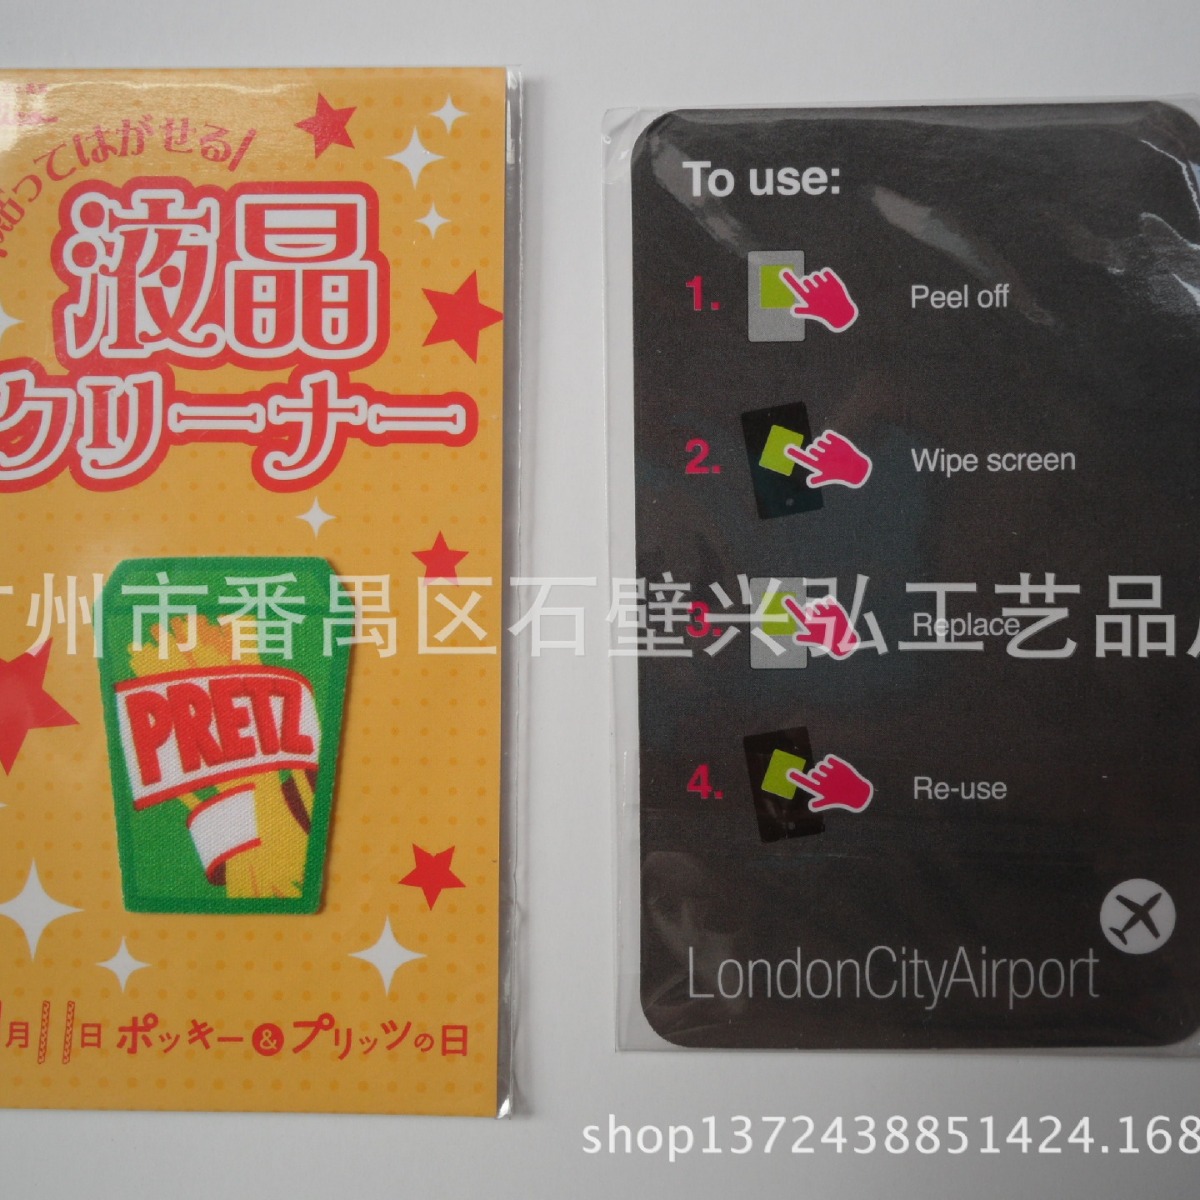 貼ってはがせる!
液晶
クリーナー
PRETZ
月11日 ポッキー&プリッツの日
To use:
1. Peel off
2. Wipe screen
3. Replace
4. Re-use
LondonCityAirport
州市番禺区石壁兴弘工艺品
shop1372438851424.168